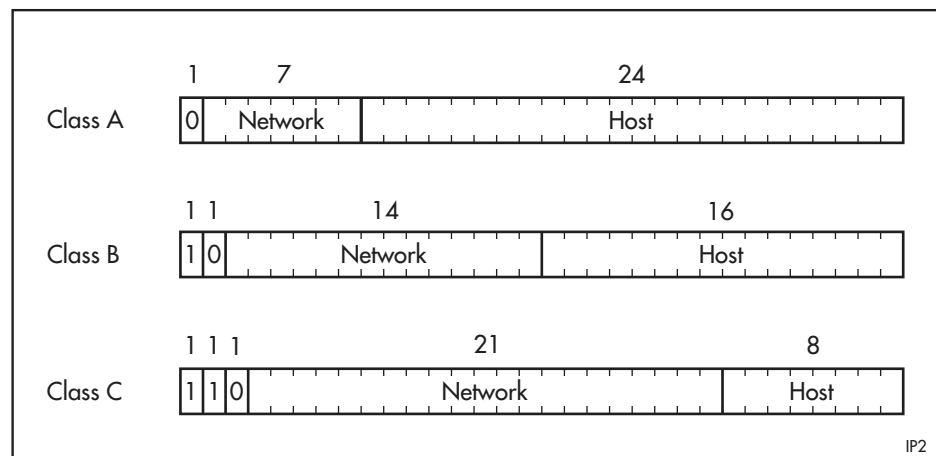 1 7 24
Class A 0 Network Host
1 1 14 16
Class B 1 0 Network Host
1 1 1 21 8
Class C 1 1 0 Network Host
IP2